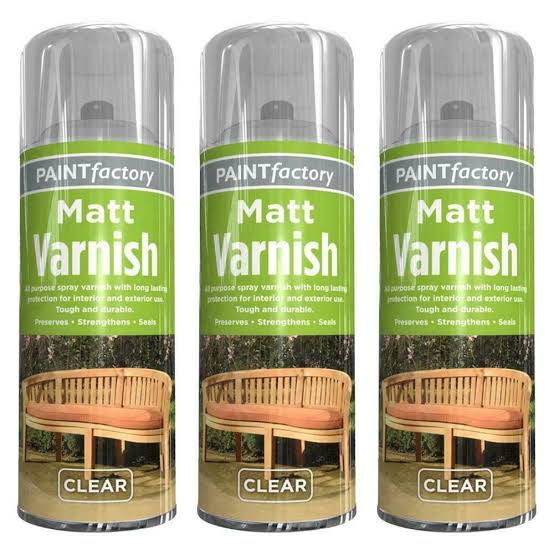 PAINTfactory
Matt
Varnish
All purpose spray varnish with long lasting
protection for interior and exterior use.
Tough and durable.
Preserves • Strengthens • Seals
CLEAR
PAINTfactory
Matt
Varnish
All purpose spray varnish with long lasting
protection for interior and exterior use.
Tough and durable.
Preserves • Strengthens • Seals
CLEAR
PAINTfactory
Matt
Varnish
All purpose spray varnish with long lasting
protection for interior and exterior use.
Tough and durable.
Preserves • Strengthens • Seals
CLEAR